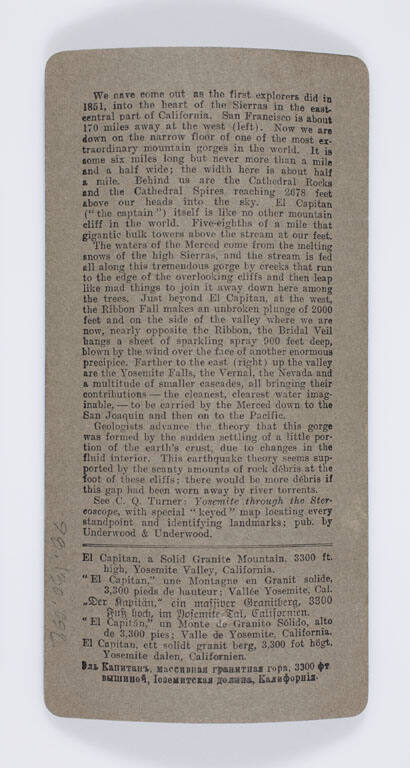 We have come out as the first explorers did in
1851, into the heart of the Sierras in the east-
central part of California. San Francisco is about
170 miles away at the west (left). Now we are
down on the narrow floor of one of the most ex-
traordinary mountain gorges in the world. It is
some six miles long but never more than a mile
and a half wide; the width here is about half
a mile. Behind us are the Cathedral Rocks
and the Cathedral Spires reaching 2678 feet
above our heads into the sky. El Capitan
("the captain") itself is like no other mountain
cliff in the world. Five-eighths of a mile that
gigantic bulk towers above the stream at our feet.
The waters of the Merced come from the melting
snows of the high Sierras, and the stream is fed
all along this tremendous gorge by creeks that run
to the edge of the overlooking cliffs and then leap
like mad things to join it away down here among
the trees. Just beyond El Capitan, at the west,
the Ribbon Fall makes an unbroken plunge of 2000
feet and on the side of the valley where we are
now, nearly opposite the Ribbon, the Bridal Veil
hangs a sheet of sparkling spray 900 feet deep,
blown by the wind over the face of another enormous
precipice. Farther to the east (right) up the valley
are the Yosemite Falls, the Vernal, the Nevada and
a multitude of smaller cascades, all bringing their
contributions — the cleanest, clearest water imag-
inable, — to be carried by the Merced down to the
San Joaquin and then on to the Pacific.
Geologists advance the theory that this gorge
was formed by the sudden settling of a little por-
tion of the earth's crust, due to changes in the
fluid interior. This earthquake theory seems sup-
ported by the scanty amounts of rock débris at the
foot of these cliffs; there would be more débris if
this gap had been worn away by river torrents.
See C. Q. Turner: Yosemite through the Ster-
eoscope, with special "keyed" map locating every
standpoint and identifying landmarks; pub. by
Underwood & Underwood.
El Capitan, a Solid Granite Mountain, 3300 ft.
high, Yosemite Valley, California.
"El Capitan," une Montagne en Granit solide,
3,300 pieds de hauteur; Vallée Yosemite, Cal.
„Der Kapitän," ein massiver Granitberg, 3300
Fuß hoch, im Yosemite-Tal, Californien.
"El Capitán," un Monte de Granito Sólido, alto
de 3,300 pies; Valle de Yosemite, California.
El Capitan, ett solidt granit berg, 3,300 fot högt,
Yosemite dalen, Californien.
Эль Капитанъ, массивная гранитная гора, 3300 фт
вышиной, Іоземитская долина, Калифорнія.